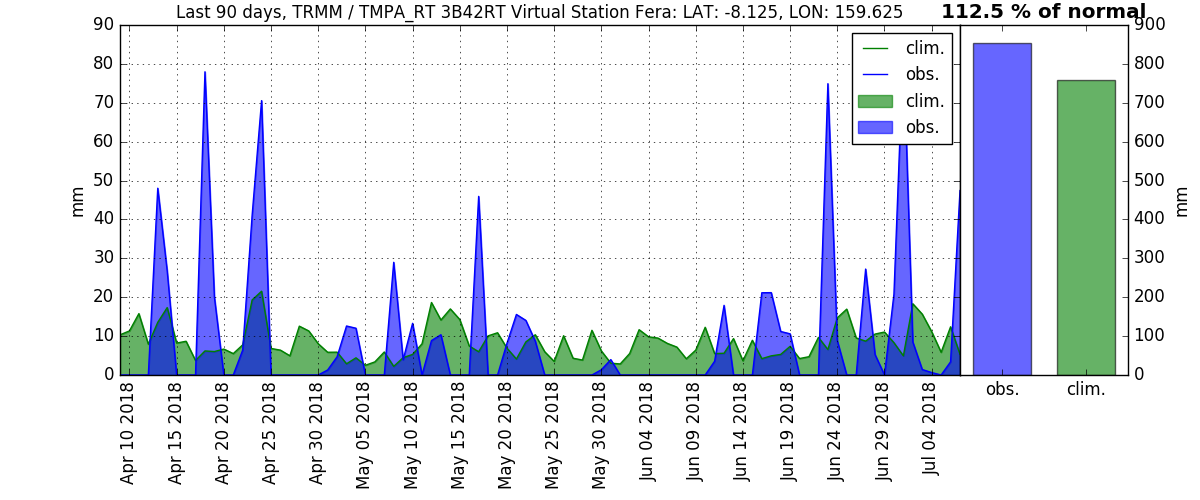 Last 90 days, TRMM / TMPA_RT 3B42RT Virtual Station Fera: LAT: -8.125, LON: 159.625
112.5 % of normal
90
80
70
60
50
40
30
20
10
0
mm
clim.
obs.
clim.
obs.
900
800
700
600
500
400
300
200
100
0
mm
obs.
clim.
Apr 10 2018
Apr 15 2018
Apr 20 2018
Apr 25 2018
Apr 30 2018
May 05 2018
May 10 2018
May 15 2018
May 20 2018
May 25 2018
May 30 2018
Jun 04 2018
Jun 09 2018
Jun 14 2018
Jun 19 2018
Jun 24 2018
Jun 29 2018
Jul 04 2018